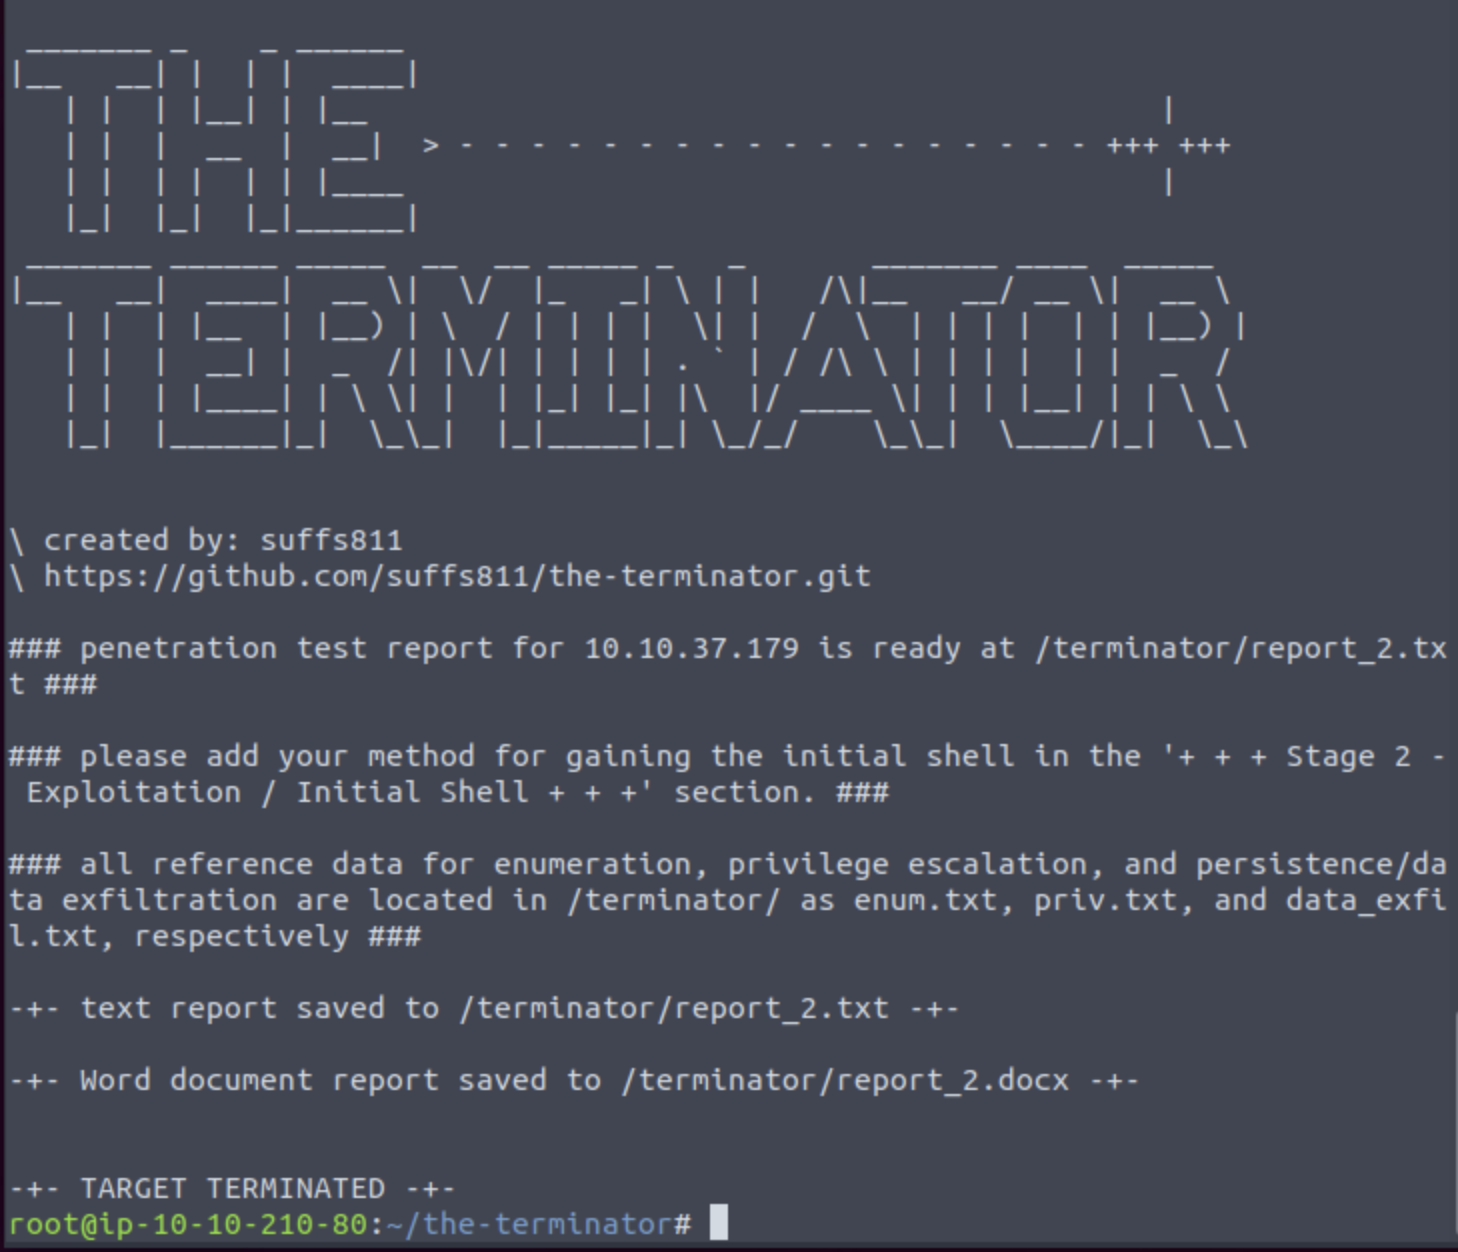 THE
>- - - - - - - - - - - - - - - - - - +++ +++
TERMINATOR
\ created by: suffs811
\ https://github.com/suffs811/the-terminator.git
### penetration test report for 10.10.37.179 is ready at /terminator/report_2.tx
t ###
### please add your method for gaining the initial shell in the '+ + + Stage 2 -
 Exploitation / Initial Shell + + +' section. ###
### all reference data for enumeration, privilege escalation, and persistence/da
ta exfiltration are located in /terminator/ as enum.txt, priv.txt, and data_exfi
l.txt, respectively ###
-+- text report saved to /terminator/report_2.txt -+-
-+- Word document report saved to /terminator/report_2.docx -+-
-+- TARGET TERMINATED -+-
root@ip-10-10-210-80:~/the-terminator#